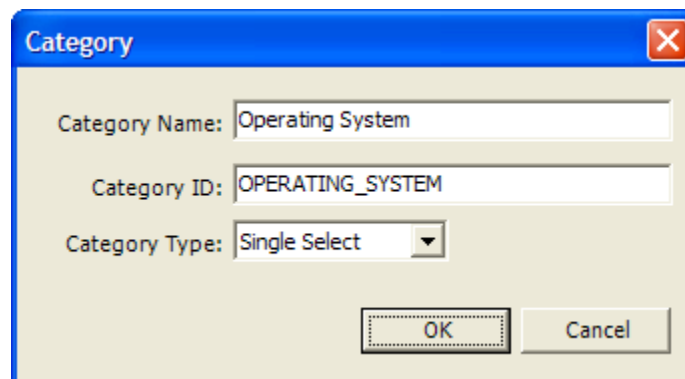 Category
Category Name: Operating System
Category ID: OPERATING_SYSTEM
Category Type: Single Select
OK Cancel